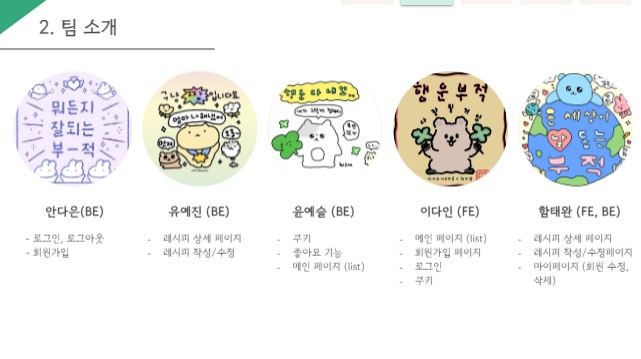 2. 팀 소개
뭐든지
잘되는
부-적
행운부적
온 세상이
돕는
부적
안다은(BE)
- 로그인, 로그아웃
- 회원가입
유예진 (BE)
- 레시피 상세 페이지
- 레시피 작성/수정
윤예슬 (BE)
- 쿠키
- 좋아요 기능
- 메인 페이지 (list)
이다인 (FE)
- 메인 페이지 (list)
- 회원가입 페이지
- 로그인
- 쿠키
함태완 (FE, BE)
- 레시피 상세 페이지
- 레시피 작성/수정페이지
- 마이페이지 (회원 수정,
삭제)